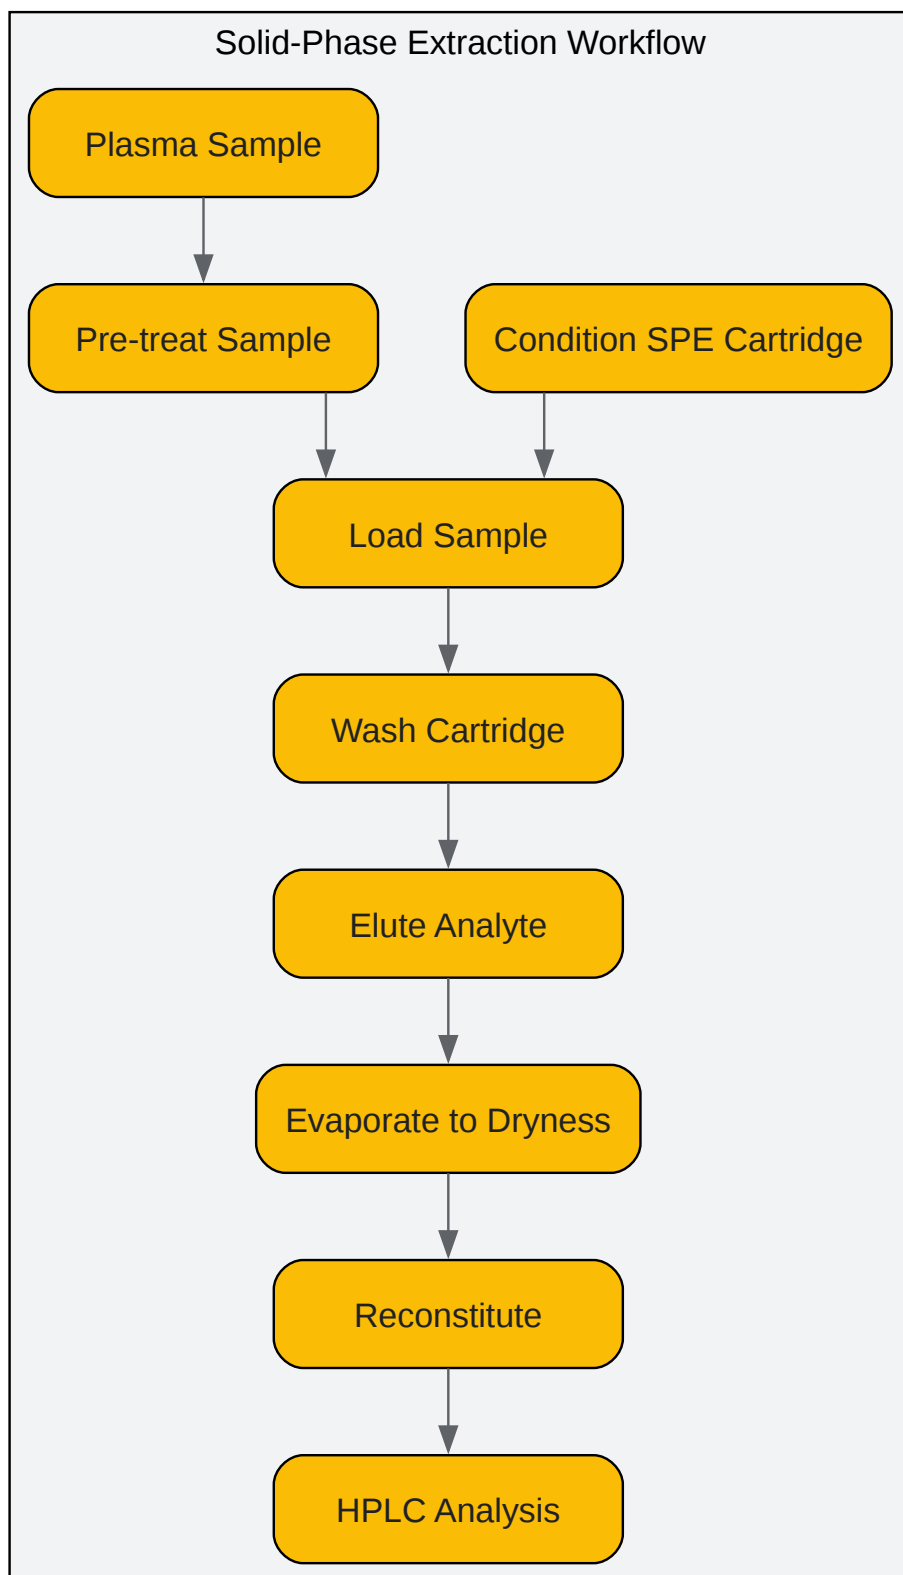 Solid-Phase Extraction Workflow
Plasma Sample
Pre-treat Sample
Condition SPE Cartridge
Load Sample
Wash Cartridge
Elute Analyte
Evaporate to Dryness
Reconstitute
HPLC Analysis